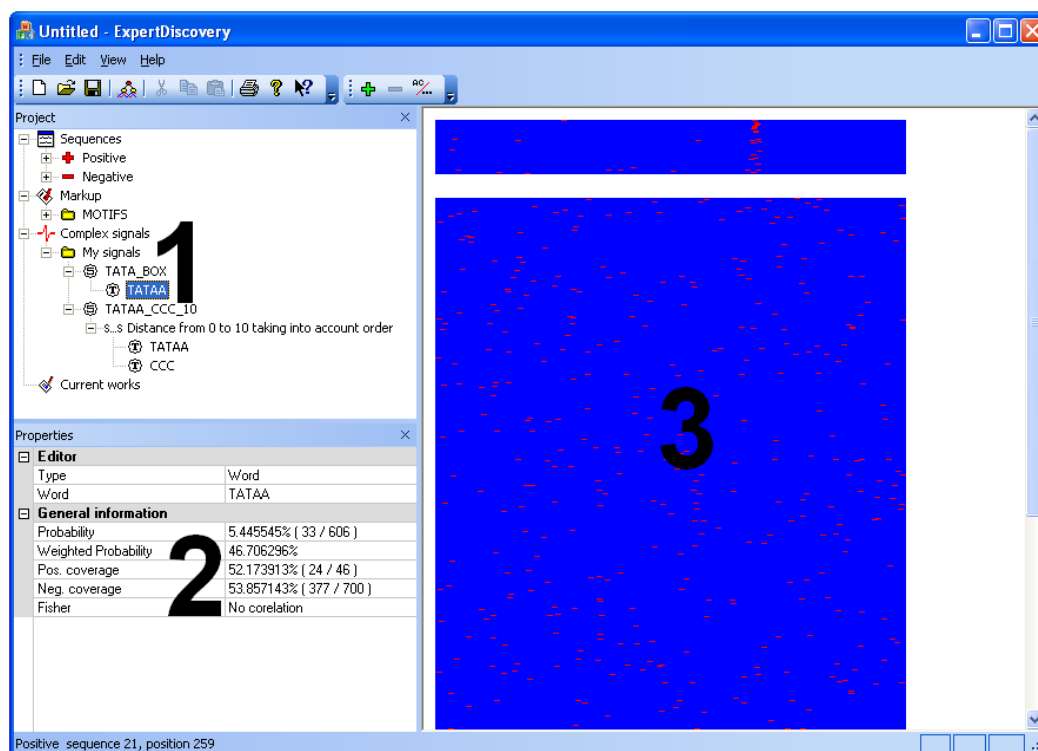 Untitled - ExpertDiscovery
File Edit View Help
AC/...
Project
Sequences
Positive
Negative
Markup
MOTIFS
Complex signals
My signals
S TATA_BOX
T TATAA
S TATAA_CCC_10
S...S Distance from 0 to 10 taking into account order
T TATAA
T CCC
Current works
1
Properties
Editor
Type Word
Word TATAA
General information
Probability 5.445545% ( 33 / 606 )
Weighted Probability 46.706296%
Pos. coverage 52.173913% ( 24 / 46 )
Neg. coverage 53.857143% ( 377 / 700 )
Fisher No corelation
2
3
Positive sequence 21, position 259